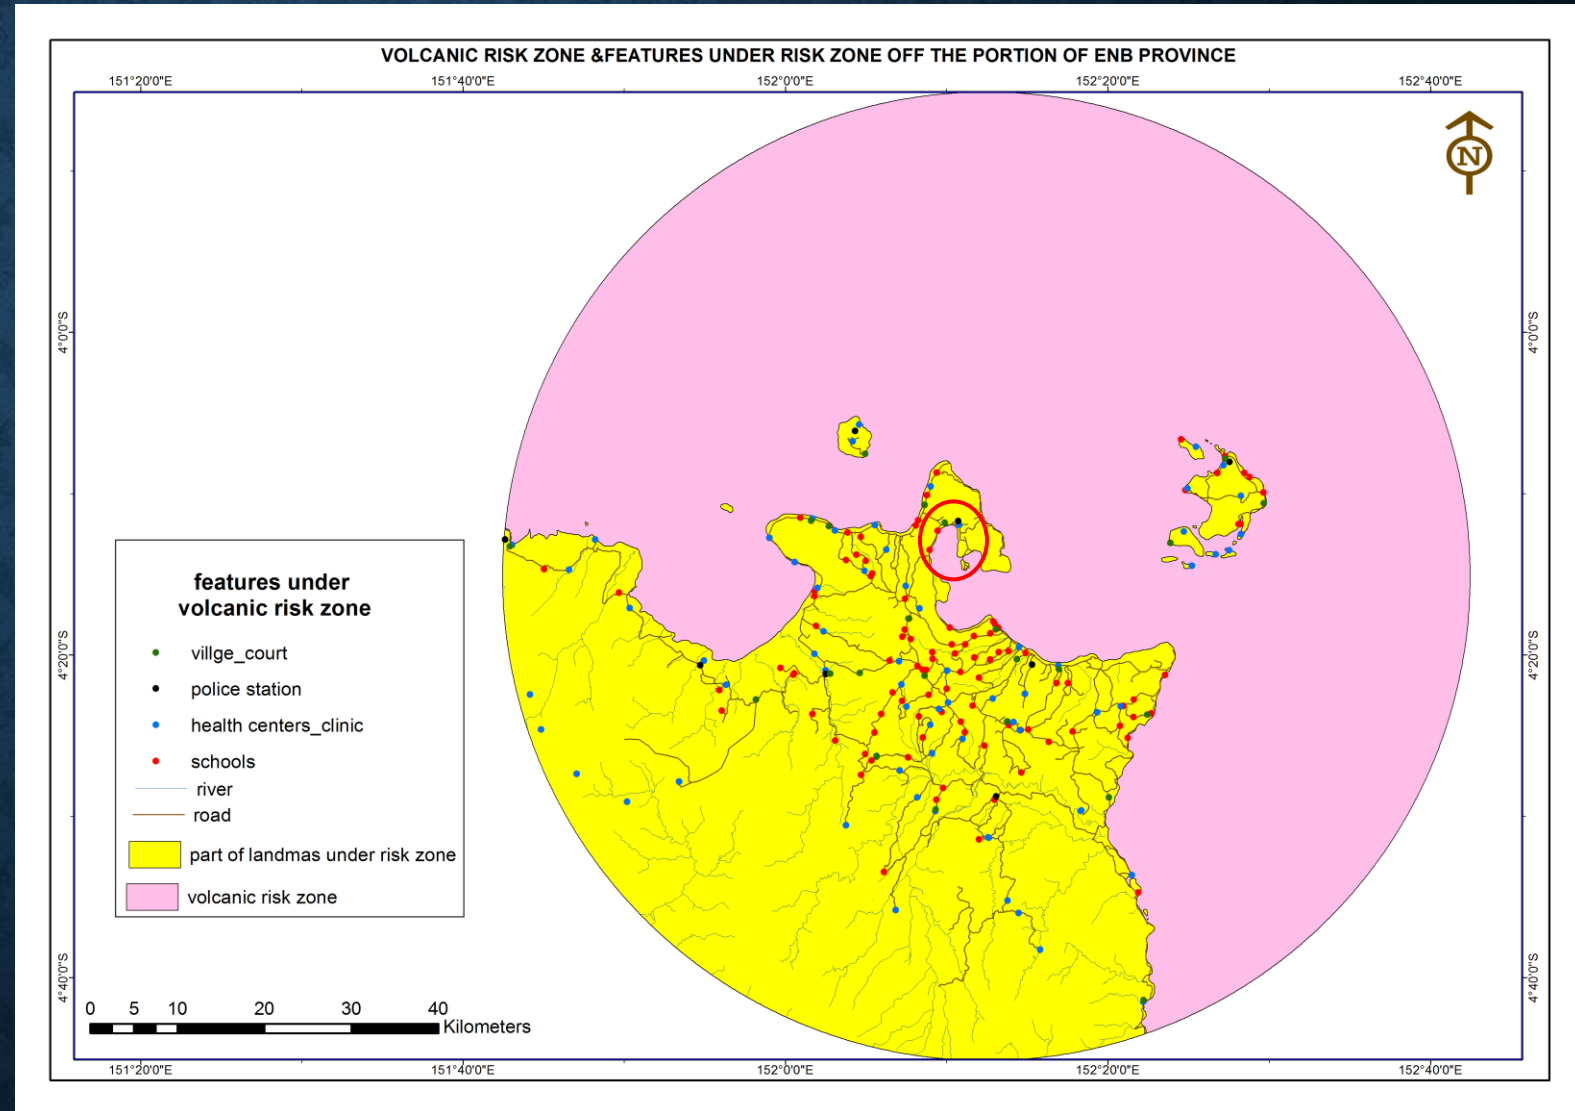 VOLCANIC RISK ZONE &FEATURES UNDER RISK ZONE OFF THE PORTION OF ENB PROVINCE
151°20'0"E 151°40'0"E 152°0'0"E 152°20'0"E 152°40'0"E
N
4°0'0"S 4°0'0"S
features under
volcanic risk zone
villge_court
police station
health centers_clinic
schools
river
road
part of landmas under risk zone
volcanic risk zone
4°20'0"S 4°20'0"S
4°40'0"S 4°40'0"S
0 5 10 20 30 40
Kilometers
151°20'0"E 151°40'0"E 152°0'0"E 152°20'0"E 152°40'0"E